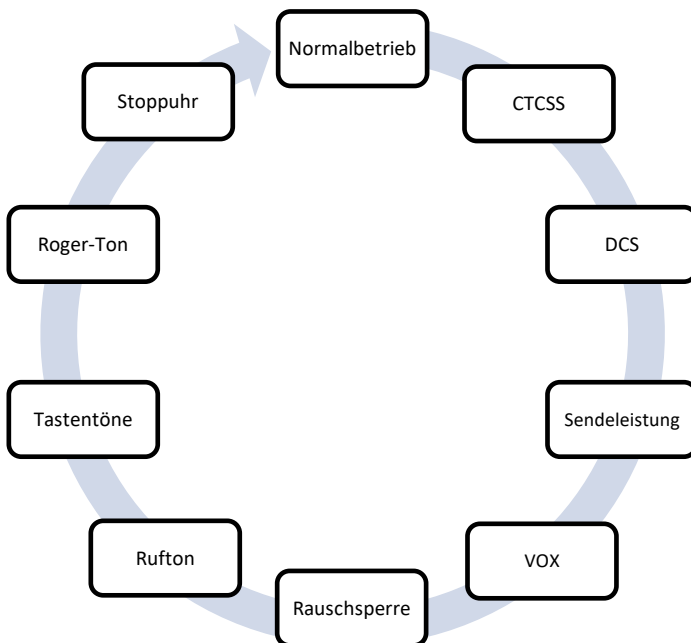 Normalbetrieb
CTCSS
DCS
Sendeleistung
VOX
Rauschsperre
Rufton
Tastentöne
Roger-Ton
Stoppuhr